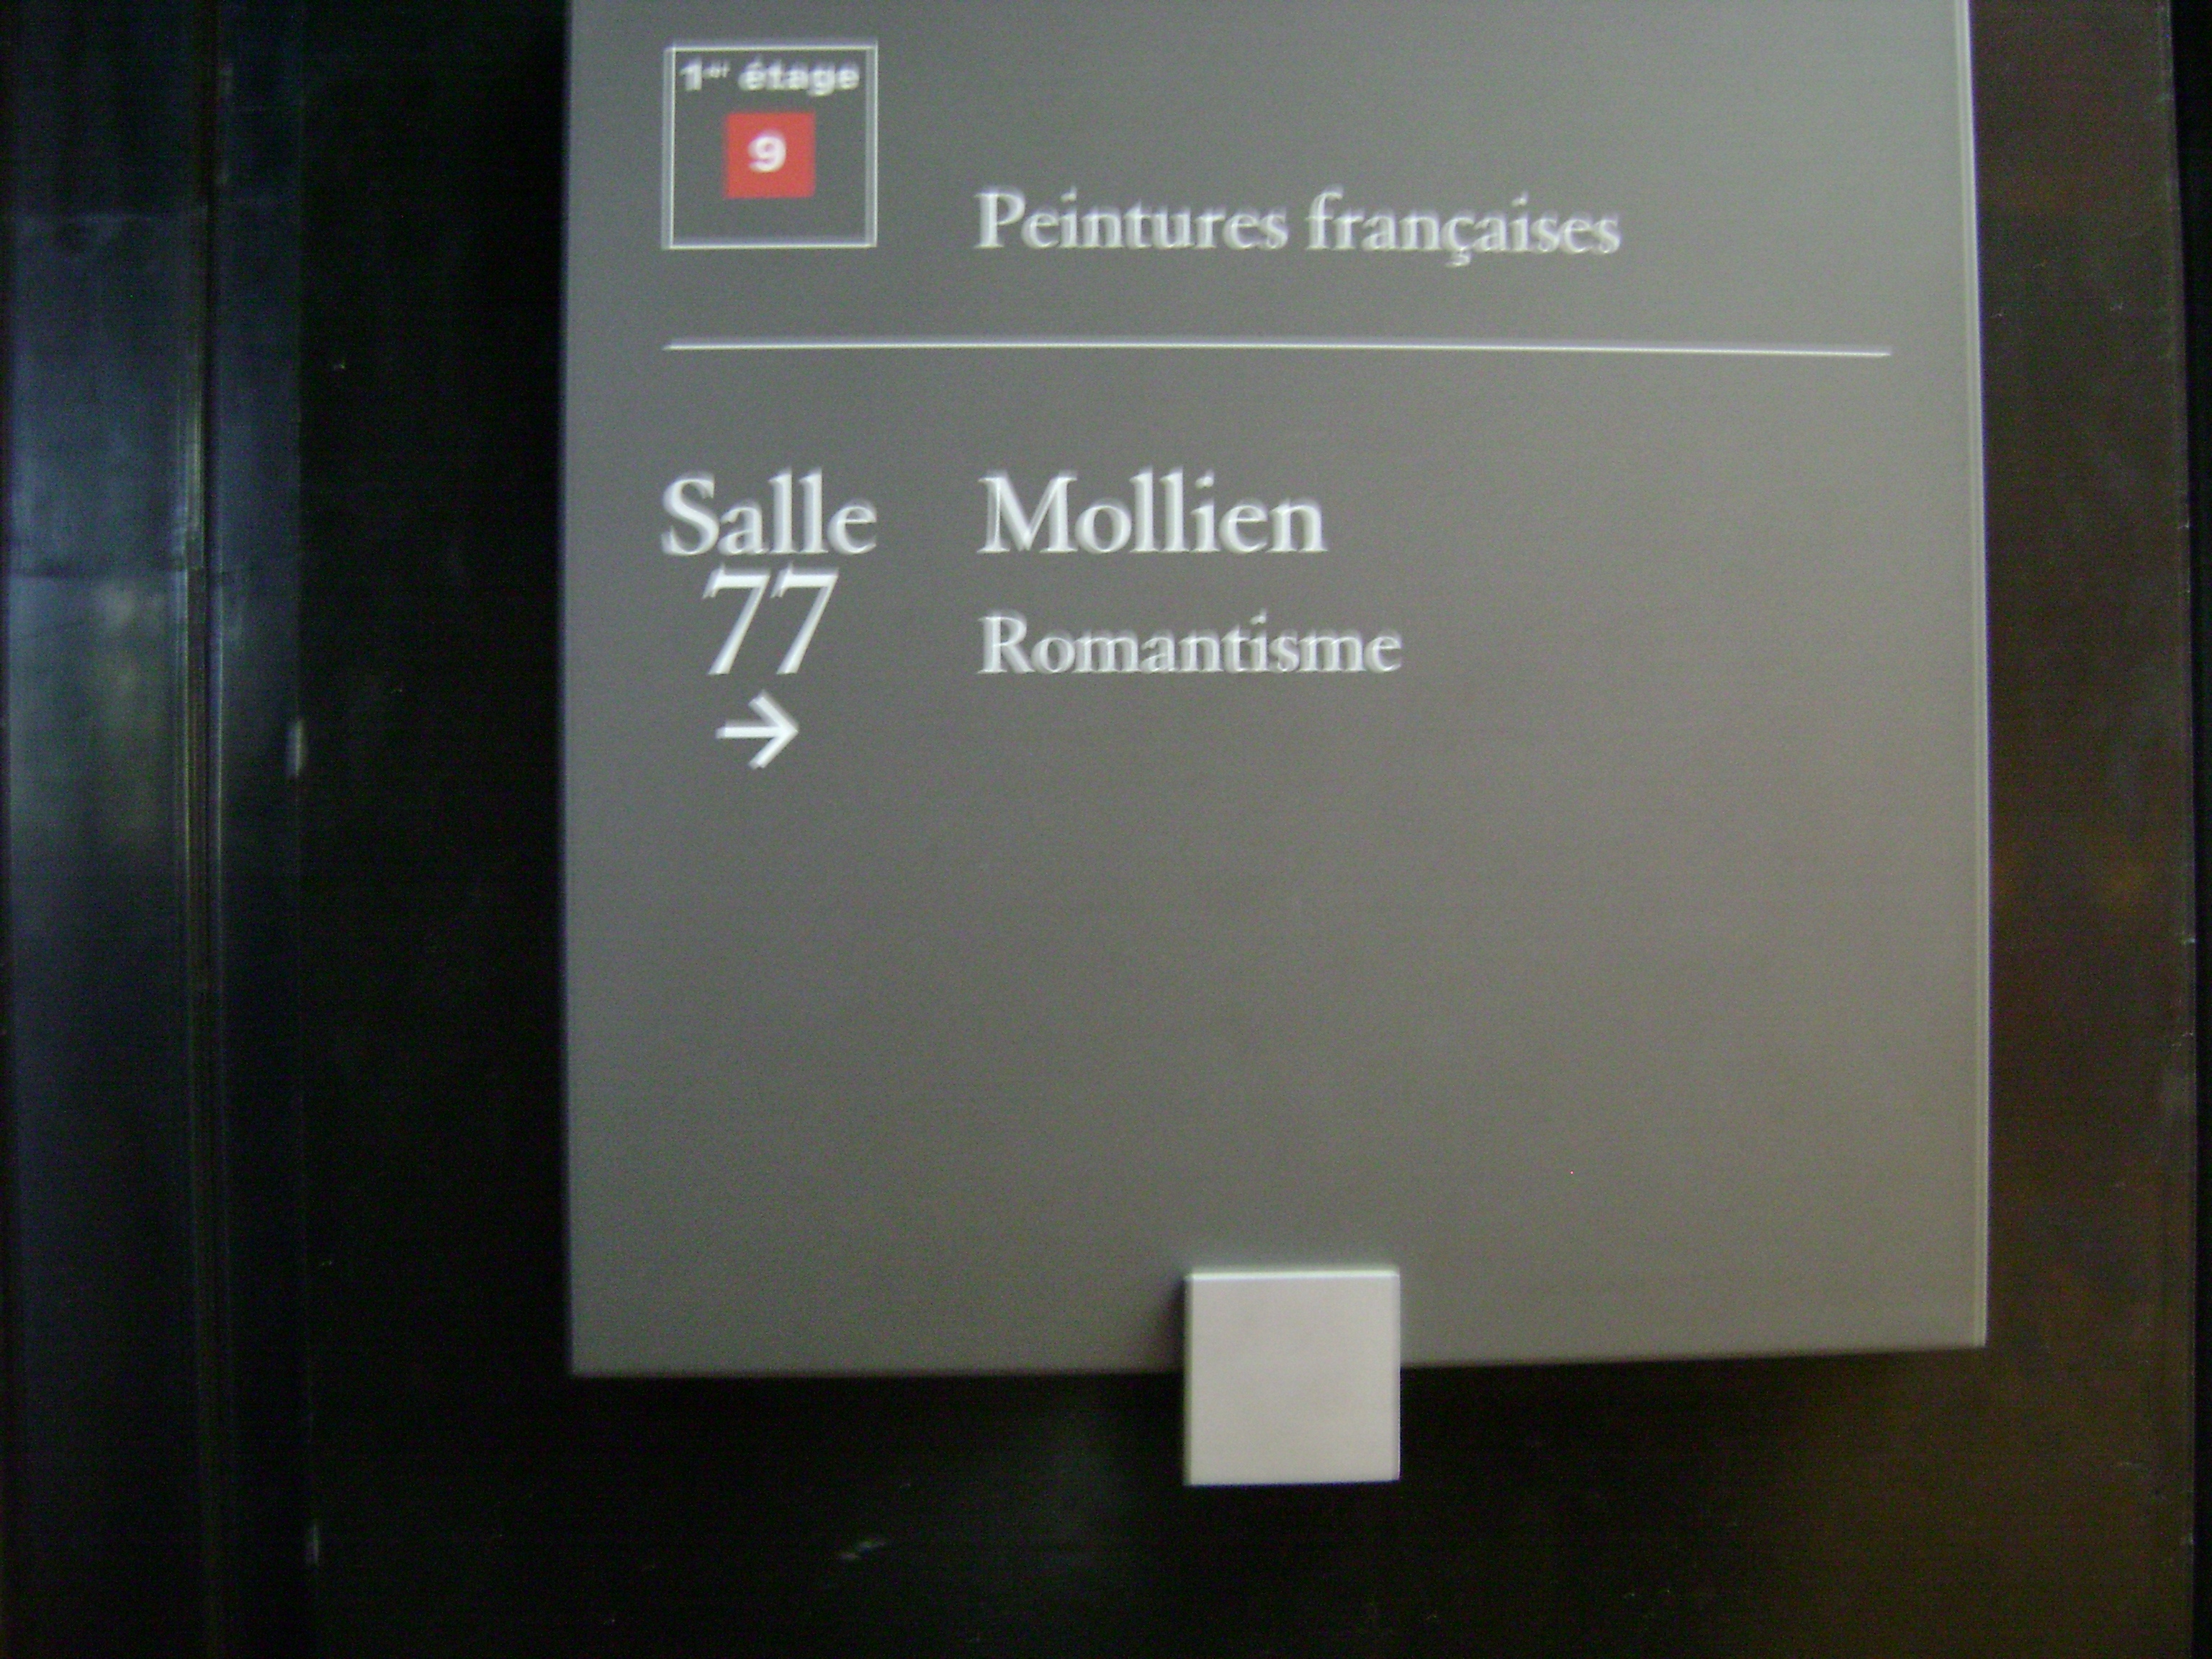 1er étage
9
Peintures françaises
Salle Mollien
77 Romantisme
→